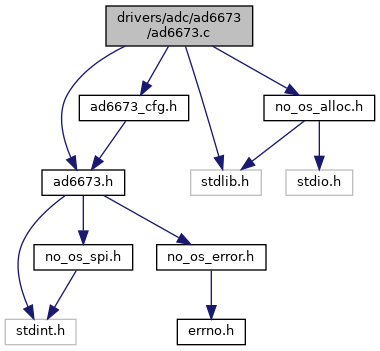 drivers/adc/ad6673
/ad6673.c
ad6673_cfg.h
no_os_alloc.h
ad6673.h
stdlib.h
stdio.h
no_os_spi.h
no_os_error.h
stdint.h
errno.h